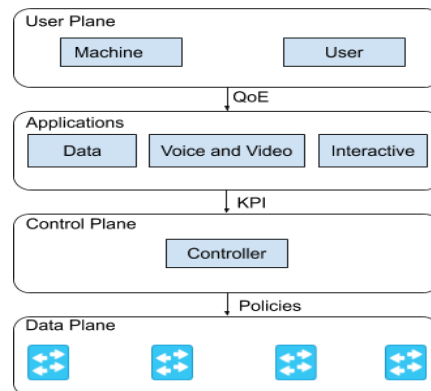 User Plane
Machine User
QoE
Applications
Data Voice and Video Interactive
KPI
Control Plane
Controller
Policies
Data Plane